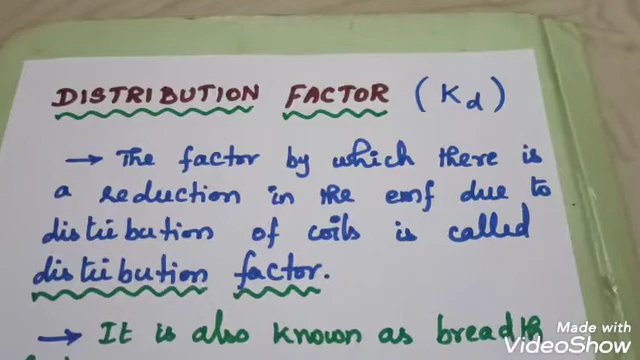 DISTRIBUTION FACTOR (Kd)
→ The factor by which there is
a reduction in the emf due to
distribution of coils is called
distribution factor.
→ It is also known as breadth
Made with
VideoShow